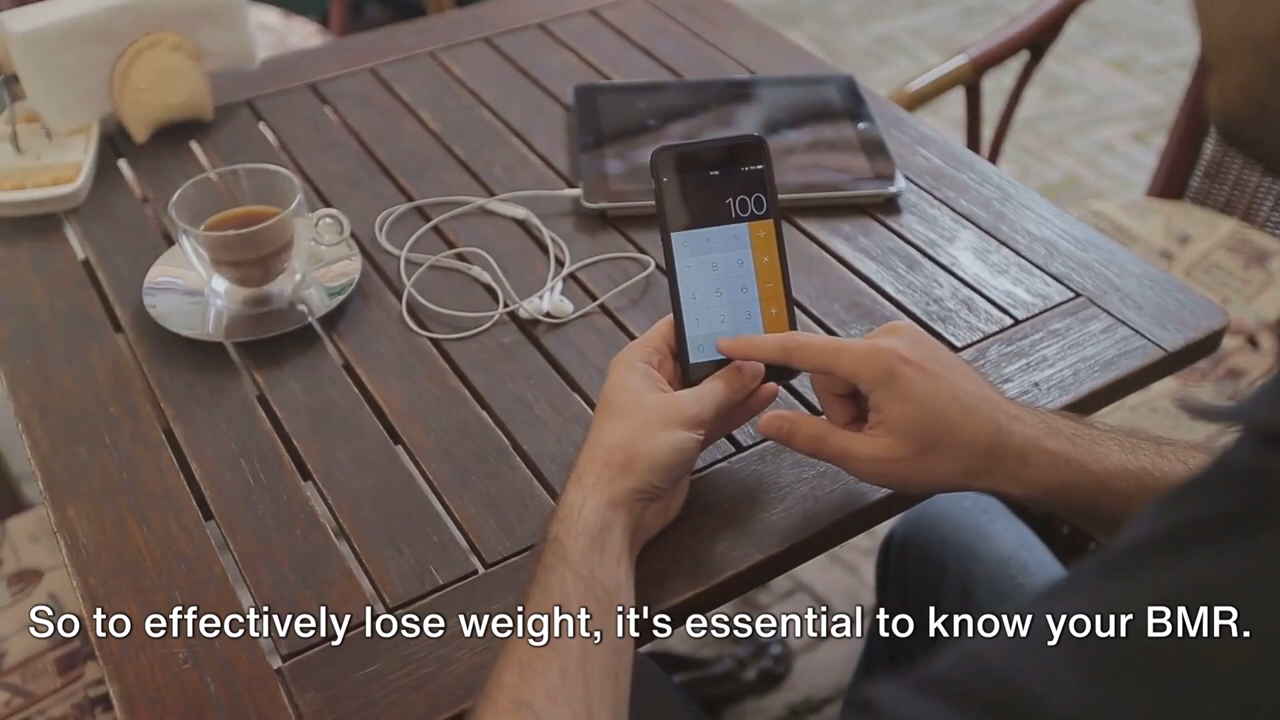 100
÷
7 8 9 ×
4 5 6 −
1 2 3 +
0
So to effectively lose weight, it's essential to know your BMR.